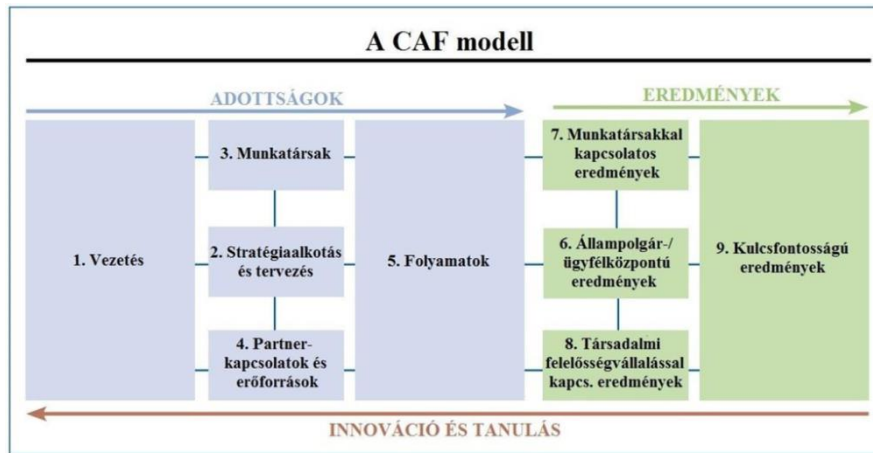 A CAF modell
ADOTTSÁGOK
EREDMÉNYEK
1. Vezetés
3. Munkatársak
2. Stratégiaalkotás
és tervezés
4. Partner-
kapcsolatok és
erőforrások
5. Folyamatok
7. Munkatársakkal
kapcsolatos
eredmények
6. Állampolgár-/
ügyfélközpontú
eredmények
8. Társadalmi
felelősségvállalással
kapcs. eredmények
9. Kulcsfontosságú
eredmények
INNOVÁCIÓ ÉS TANULÁS